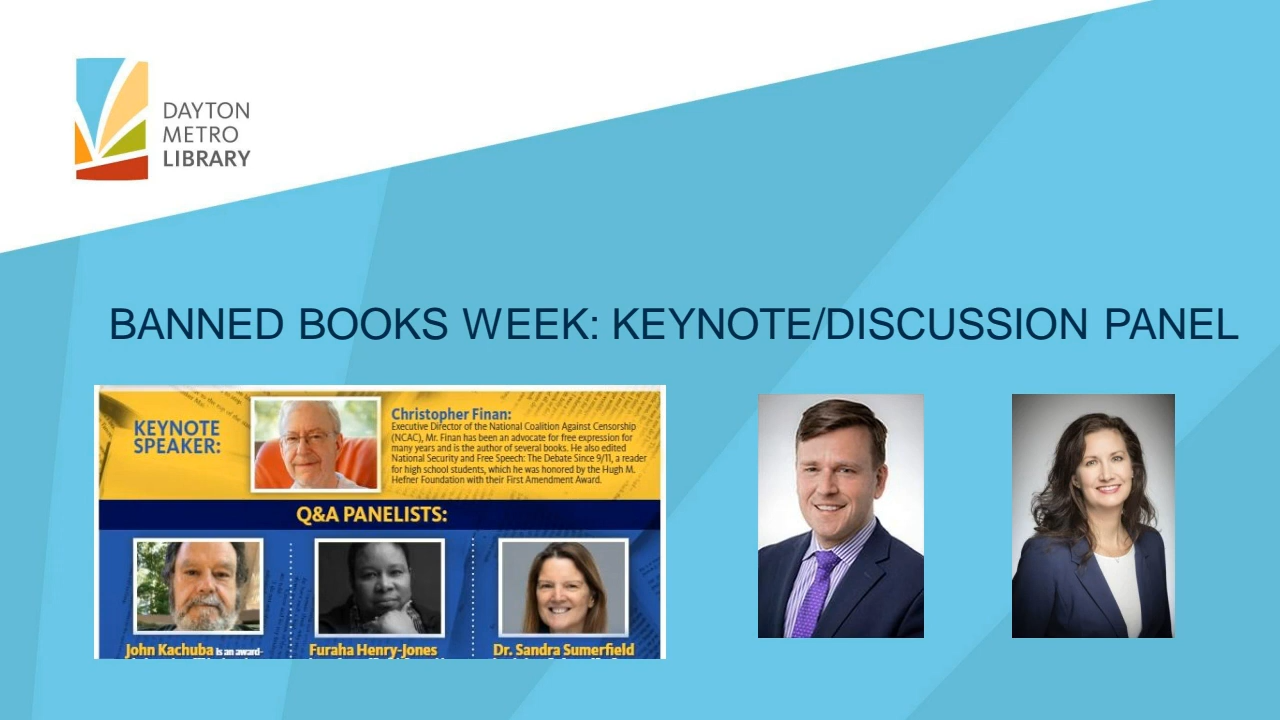 DAYTON
METRO
LIBRARY
BANNED BOOKS WEEK: KEYNOTE/DISCUSSION PANEL
KEYNOTE
SPEAKER:
Christopher Finan:
Executive Director of the National Coalition Against Censorship
(NCAC), Mr. Finan has been an advocate for free expression for
many years and is the author of several books. He also edited
National Security and Free Speech: The Debate Since 9/11, a reader
for high school students, which he was honored by the Hugh M.
Hefner Foundation with their First Amendment Award.
Q&A PANELISTS:
John Kachuba is an award-
Furaha Henry-Jones
Dr. Sandra Sumerfield